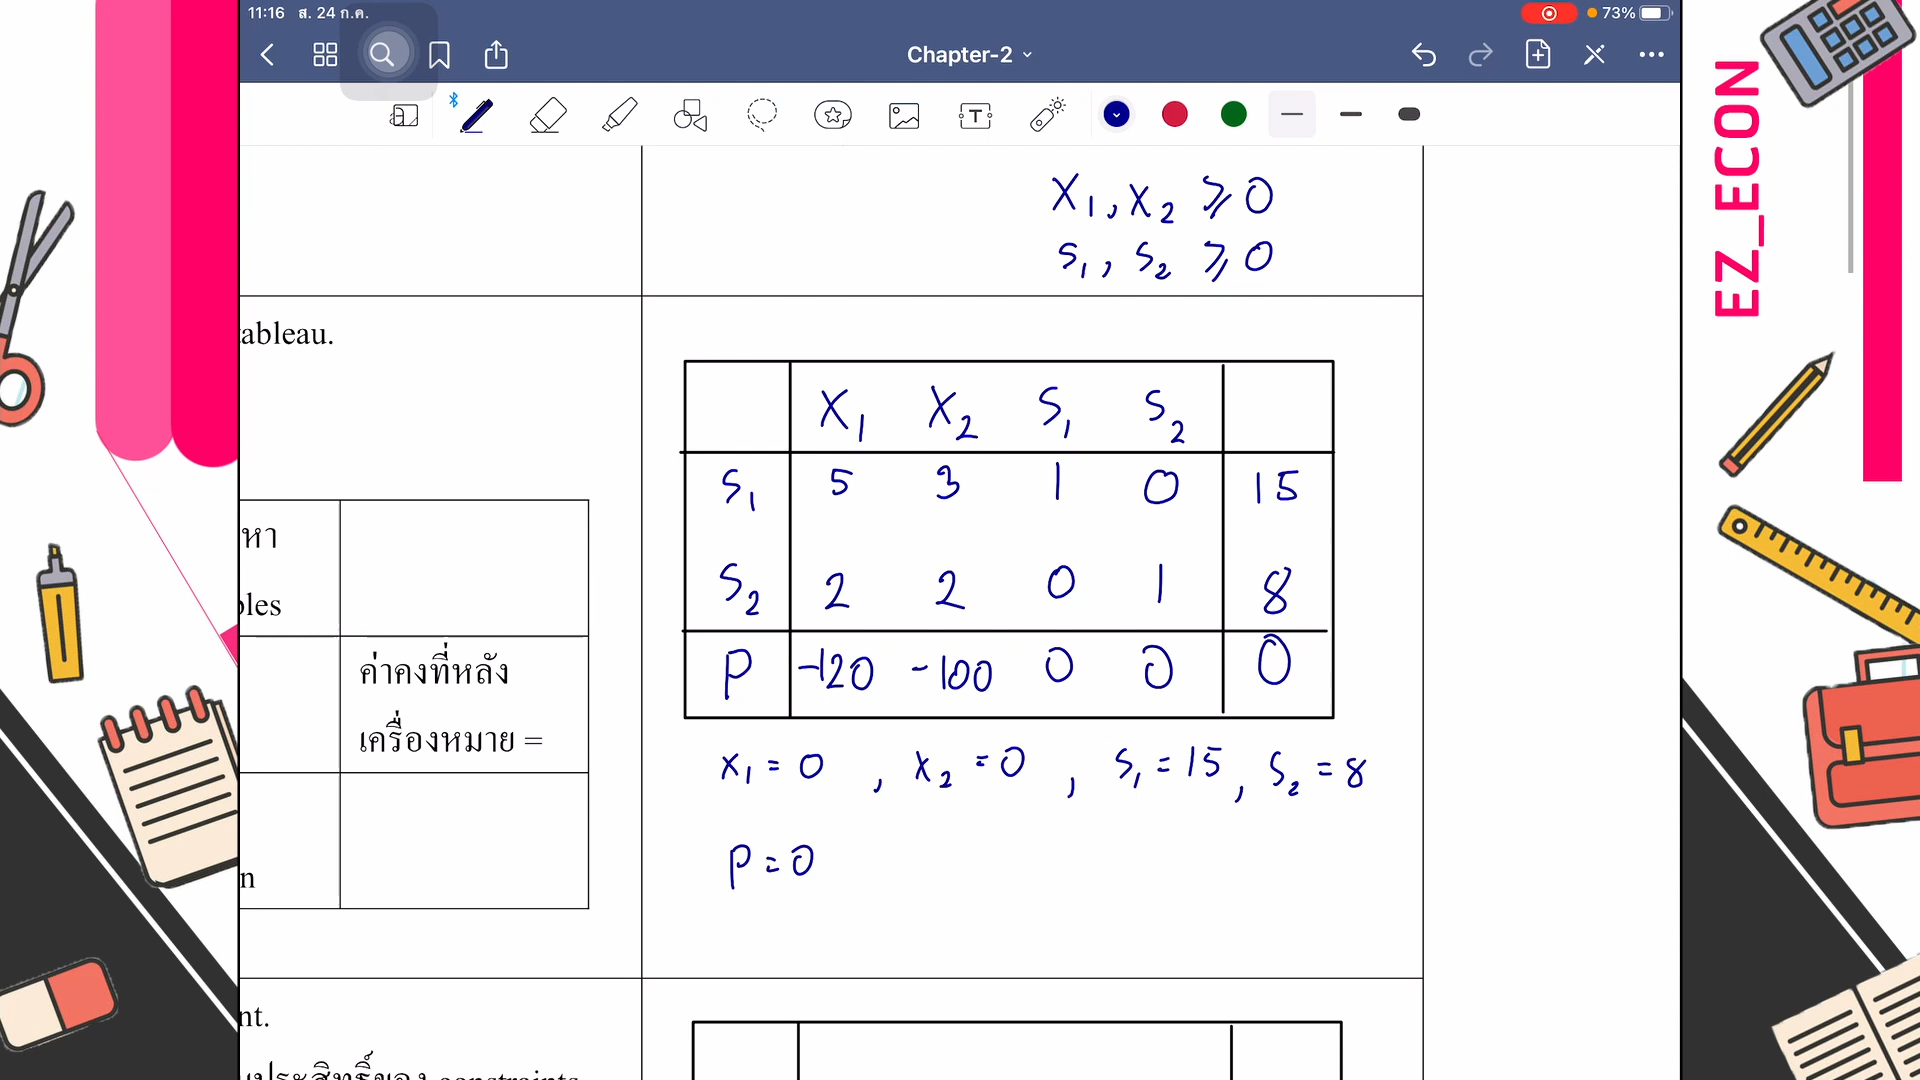 11:16 ส. 24 ก.ค.
73%
Chapter-2
EZ_ECON
X₁, X₂ ≥ 0
S₁, S₂ ≥ 0
tableau.
X₁ X₂ S₁ S₂
S₁ 5 3 1 0 15
S₂ 2 2 0 1 8
P -120 -100 0 0 0
หา
bles
ค่าคงที่หลัง
เครื่องหมาย =
n
x₁ = 0 , x₂ = 0 , S₁ = 15 , S₂ = 8
P = 0
nt.
constraints